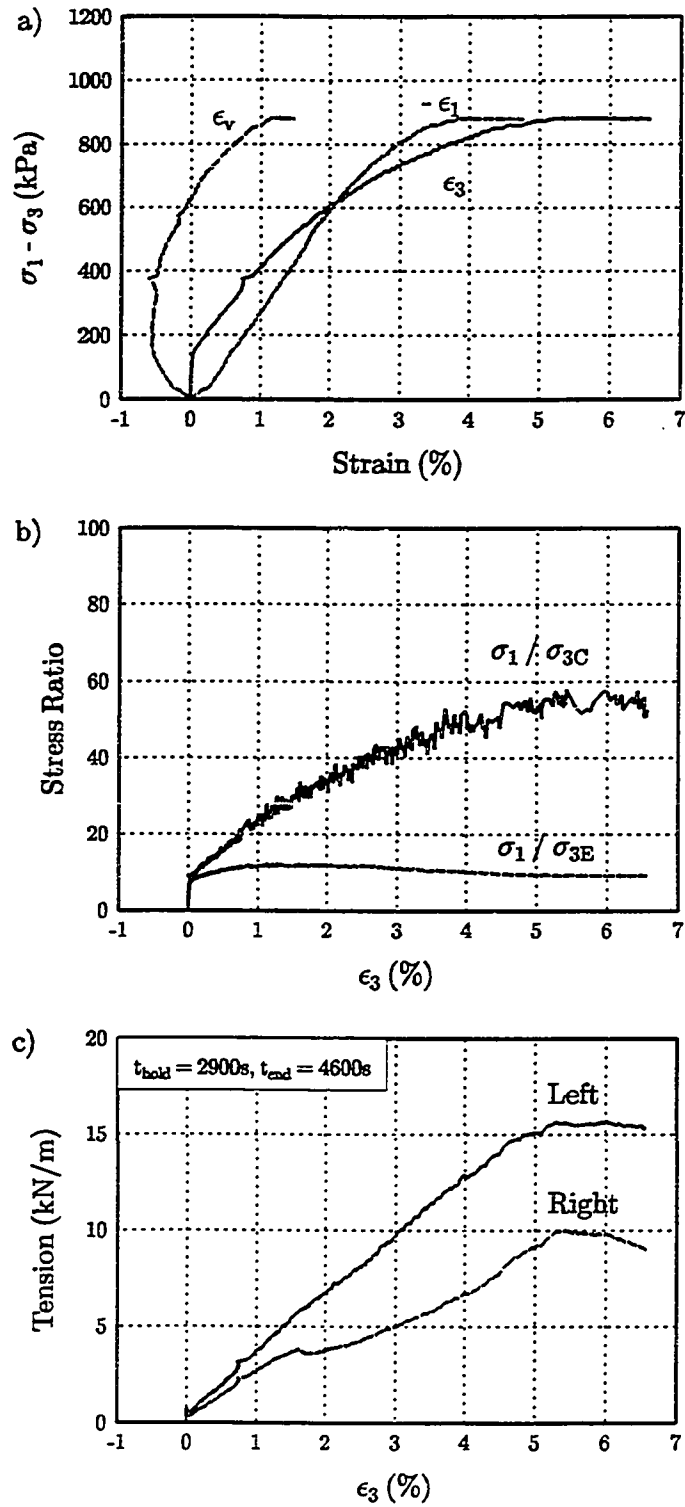 a)
1200
1000
800
600
400
200
0
σ₁ - σ₃ (kPa)
ϵᵥ
- ϵ₁
ϵ₃
-1 0 1 2 3 4 5 6 7
Strain (%)
b)
100
80
60
40
20
0
Stress Ratio
σ₁ / σ₃C
σ₁ / σ₃E
-1 0 1 2 3 4 5 6 7
ϵ₃ (%)
c)
20
15
10
5
0
Tension (kN/m)
t_hold = 2900s, t_end = 4600s
Left
Right
-1 0 1 2 3 4 5 6 7
ϵ₃ (%)